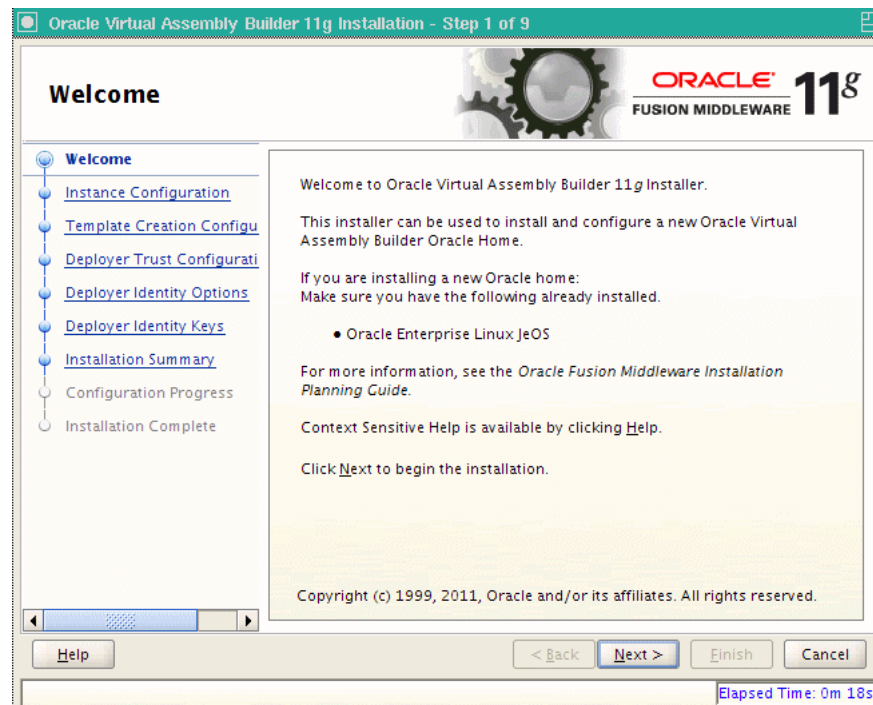 Oracle Virtual Assembly Builder 11g Installation - Step 1 of 9
Welcome
ORACLE
FUSION MIDDLEWARE
11g
Welcome
Instance Configuration
Template Creation Configu
Deployer Trust Configurati
Deployer Identity Options
Deployer Identity Keys
Installation Summary
Configuration Progress
Installation Complete
Welcome to Oracle Virtual Assembly Builder 11g Installer.
This installer can be used to install and configure a new Oracle Virtual
Assembly Builder Oracle Home.
If you are installing a new Oracle home:
Make sure you have the following already installed.
● Oracle Enterprise Linux JeOS
For more information, see the Oracle Fusion Middleware Installation
Planning Guide.
Context Sensitive Help is available by clicking Help.
Click Next to begin the installation.
Copyright (c) 1999, 2011, Oracle and/or its affiliates. All rights reserved.
Help
< Back
Next >
Finish
Cancel
Elapsed Time: 0m 18s